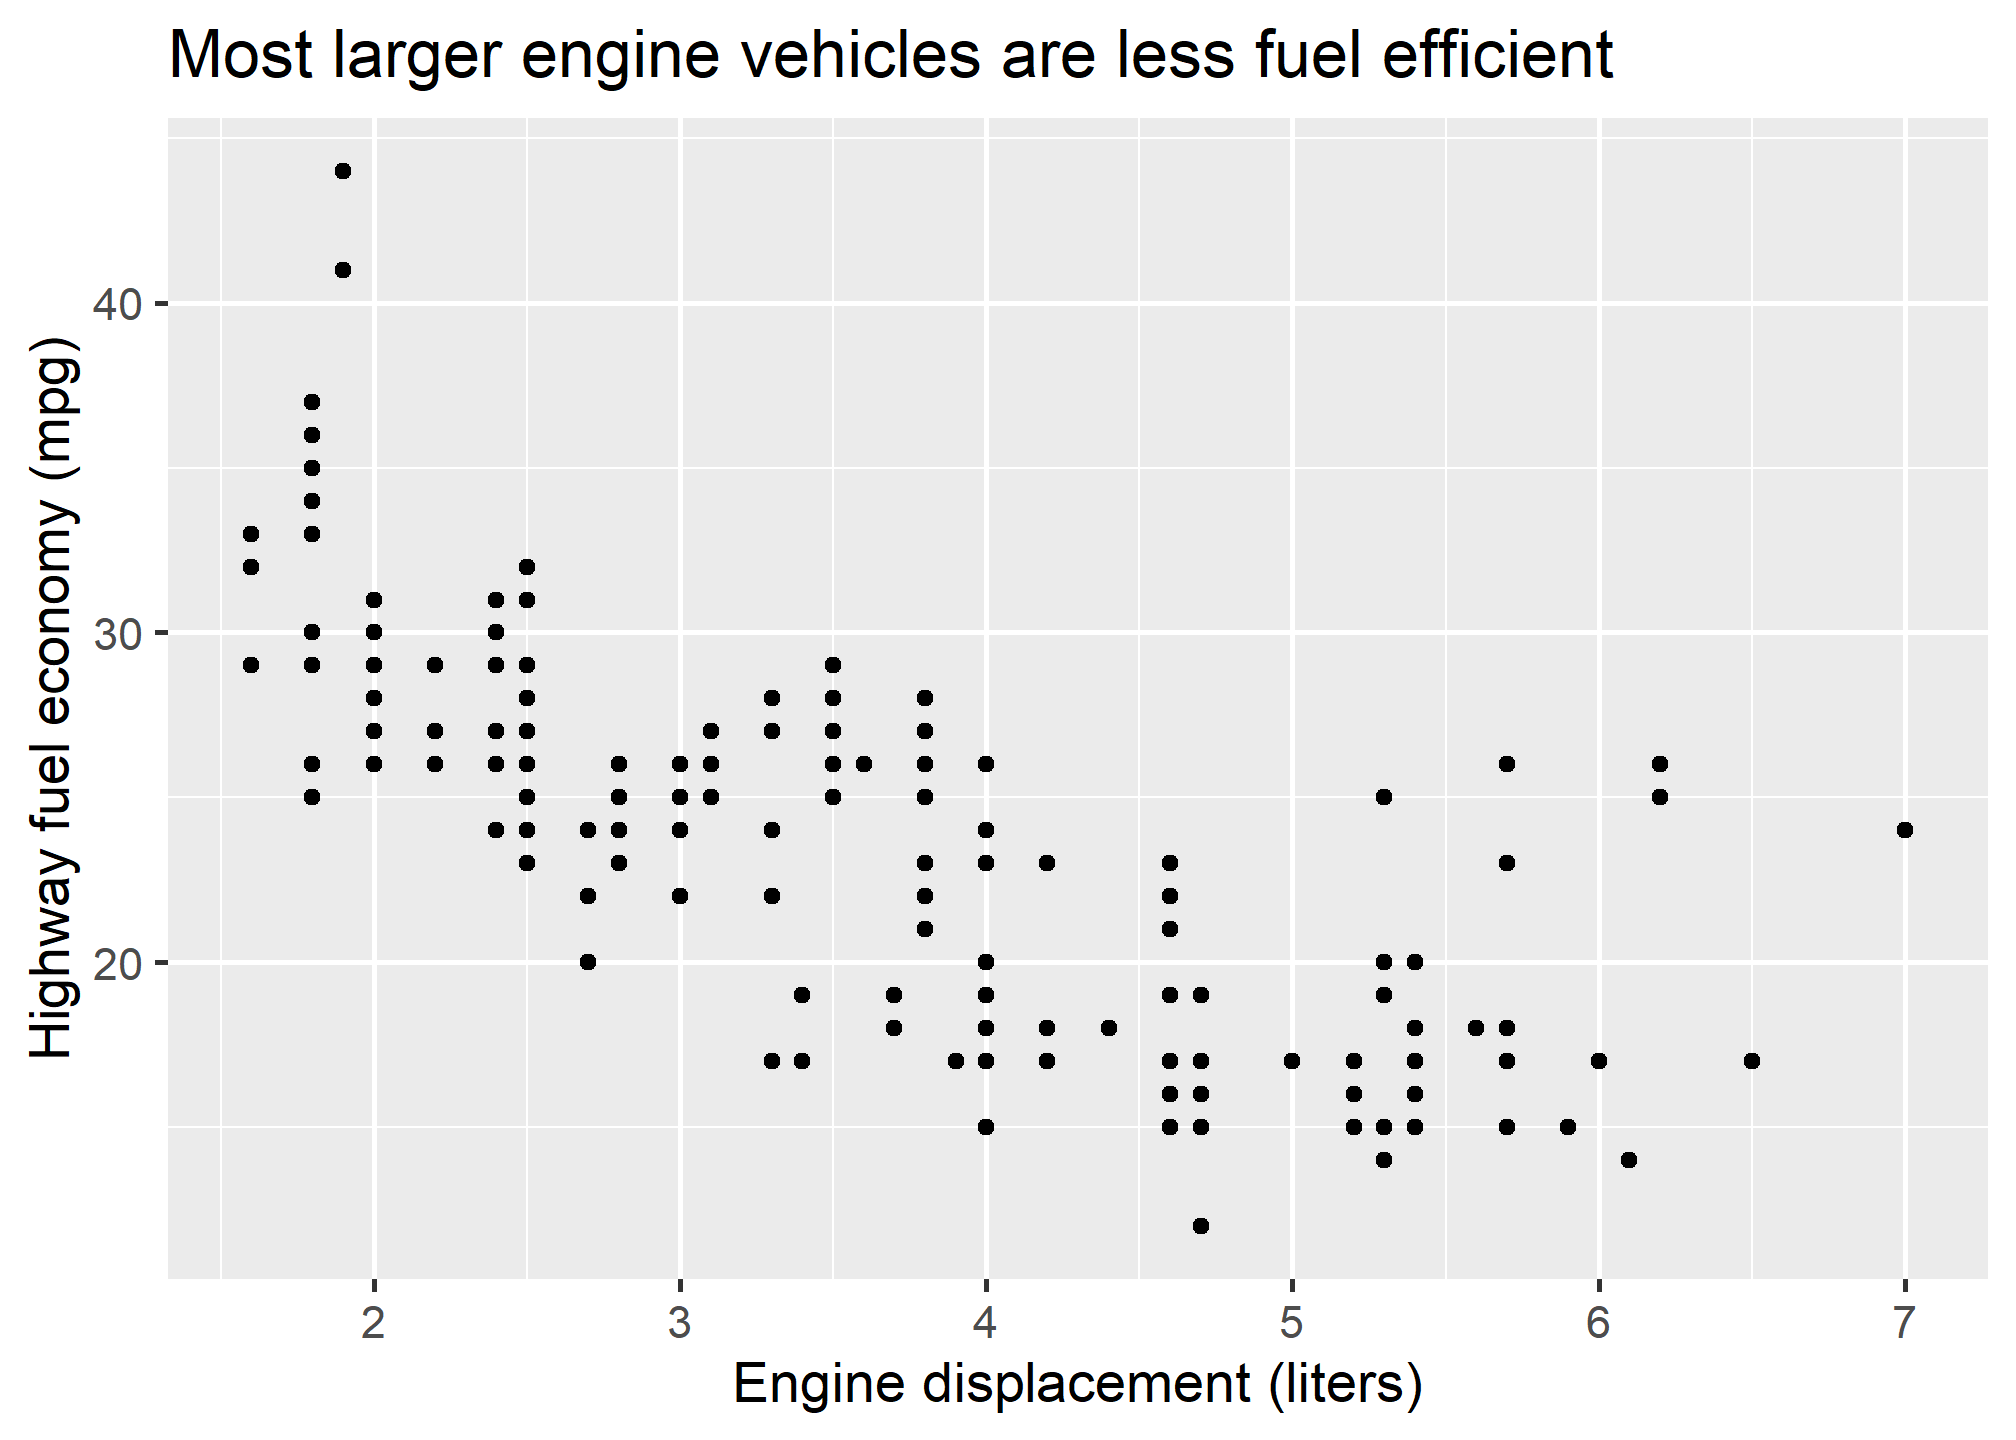 Most larger engine vehicles are less fuel efficient
Highway fuel economy (mpg)
40
30
20
2 3 4 5 6 7
Engine displacement (liters)